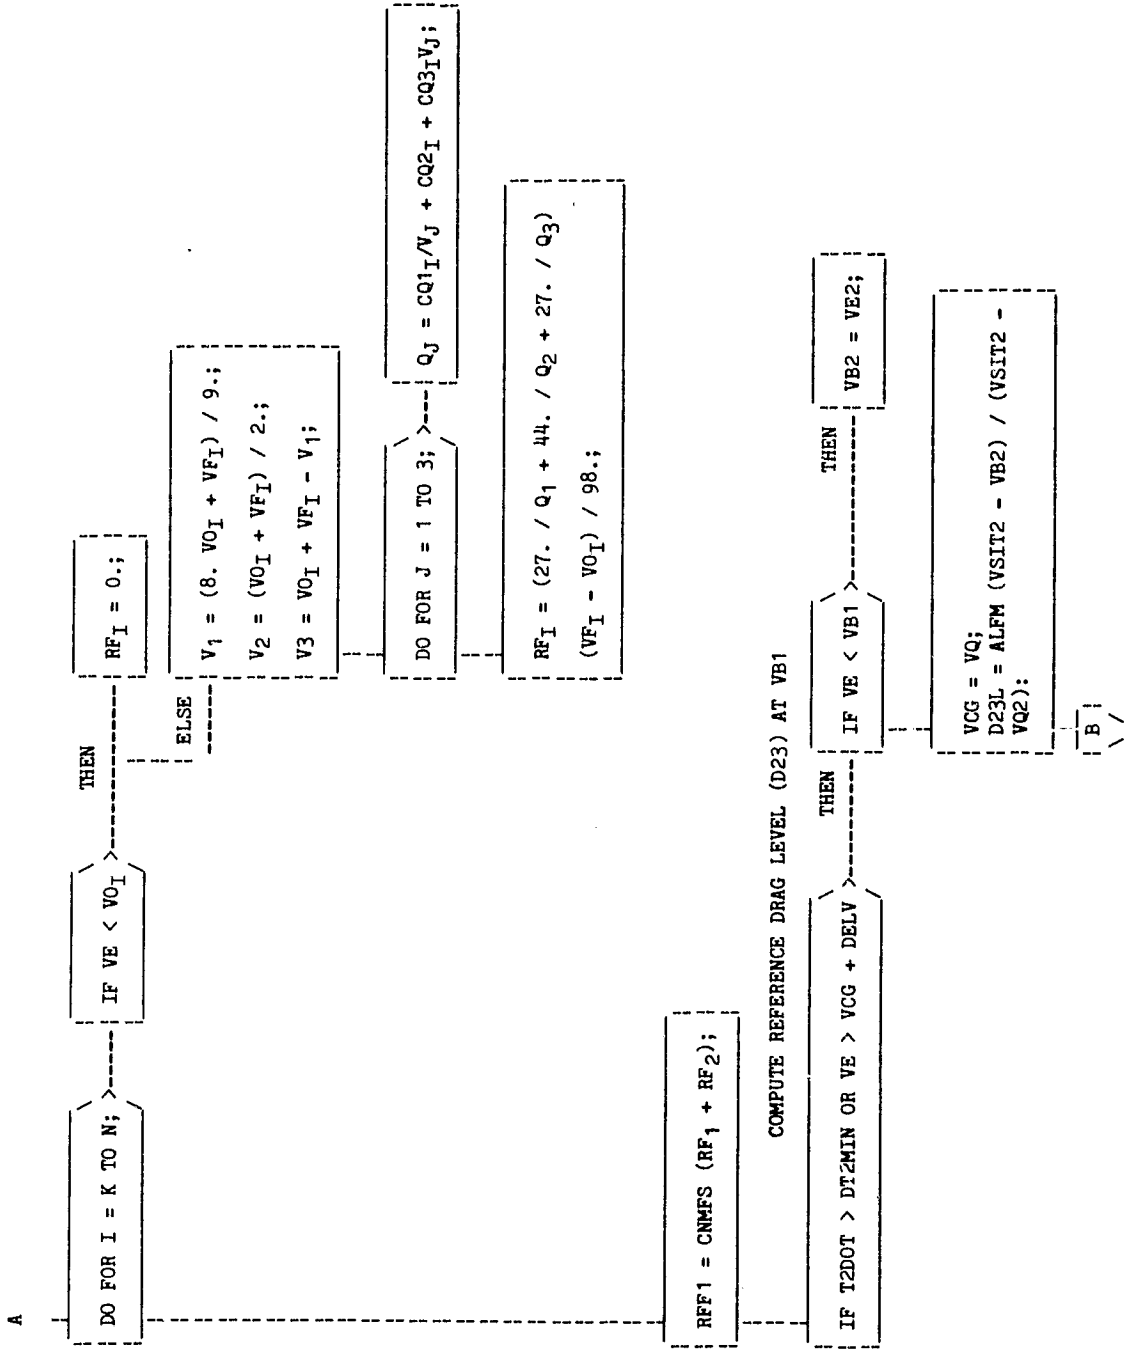 A
DO FOR I = K TO N;
IF VE < VO_I
THEN
RF_I = 0.;
ELSE
V_1 = (8. VO_I + VF_I) / 9.;
V_2 = (VO_I + VF_I) / 2.;
V3 = VO_I + VF_I - V_1;
DO FOR J = 1 TO 3;
Q_J = CQ1_I/V_J + CQ2_I + CQ3_IV_J;
RF_I = (27. / Q_1 + 44. / Q_2 + 27. / Q_3)
(VF_I - VO_I) / 98.;
RFF1 = CNMFS (RF_1 + RF_2);
COMPUTE REFERENCE DRAG LEVEL (D23) AT VB1
IF T2DOT > DT2MIN OR VE > VCG + DELV
THEN
IF VE < VB1
THEN
VB2 = VE2;
VCG = VQ;
D23L = ALFM (VSIT2 - VB2) / (VSIT2 -
VQ2):
B